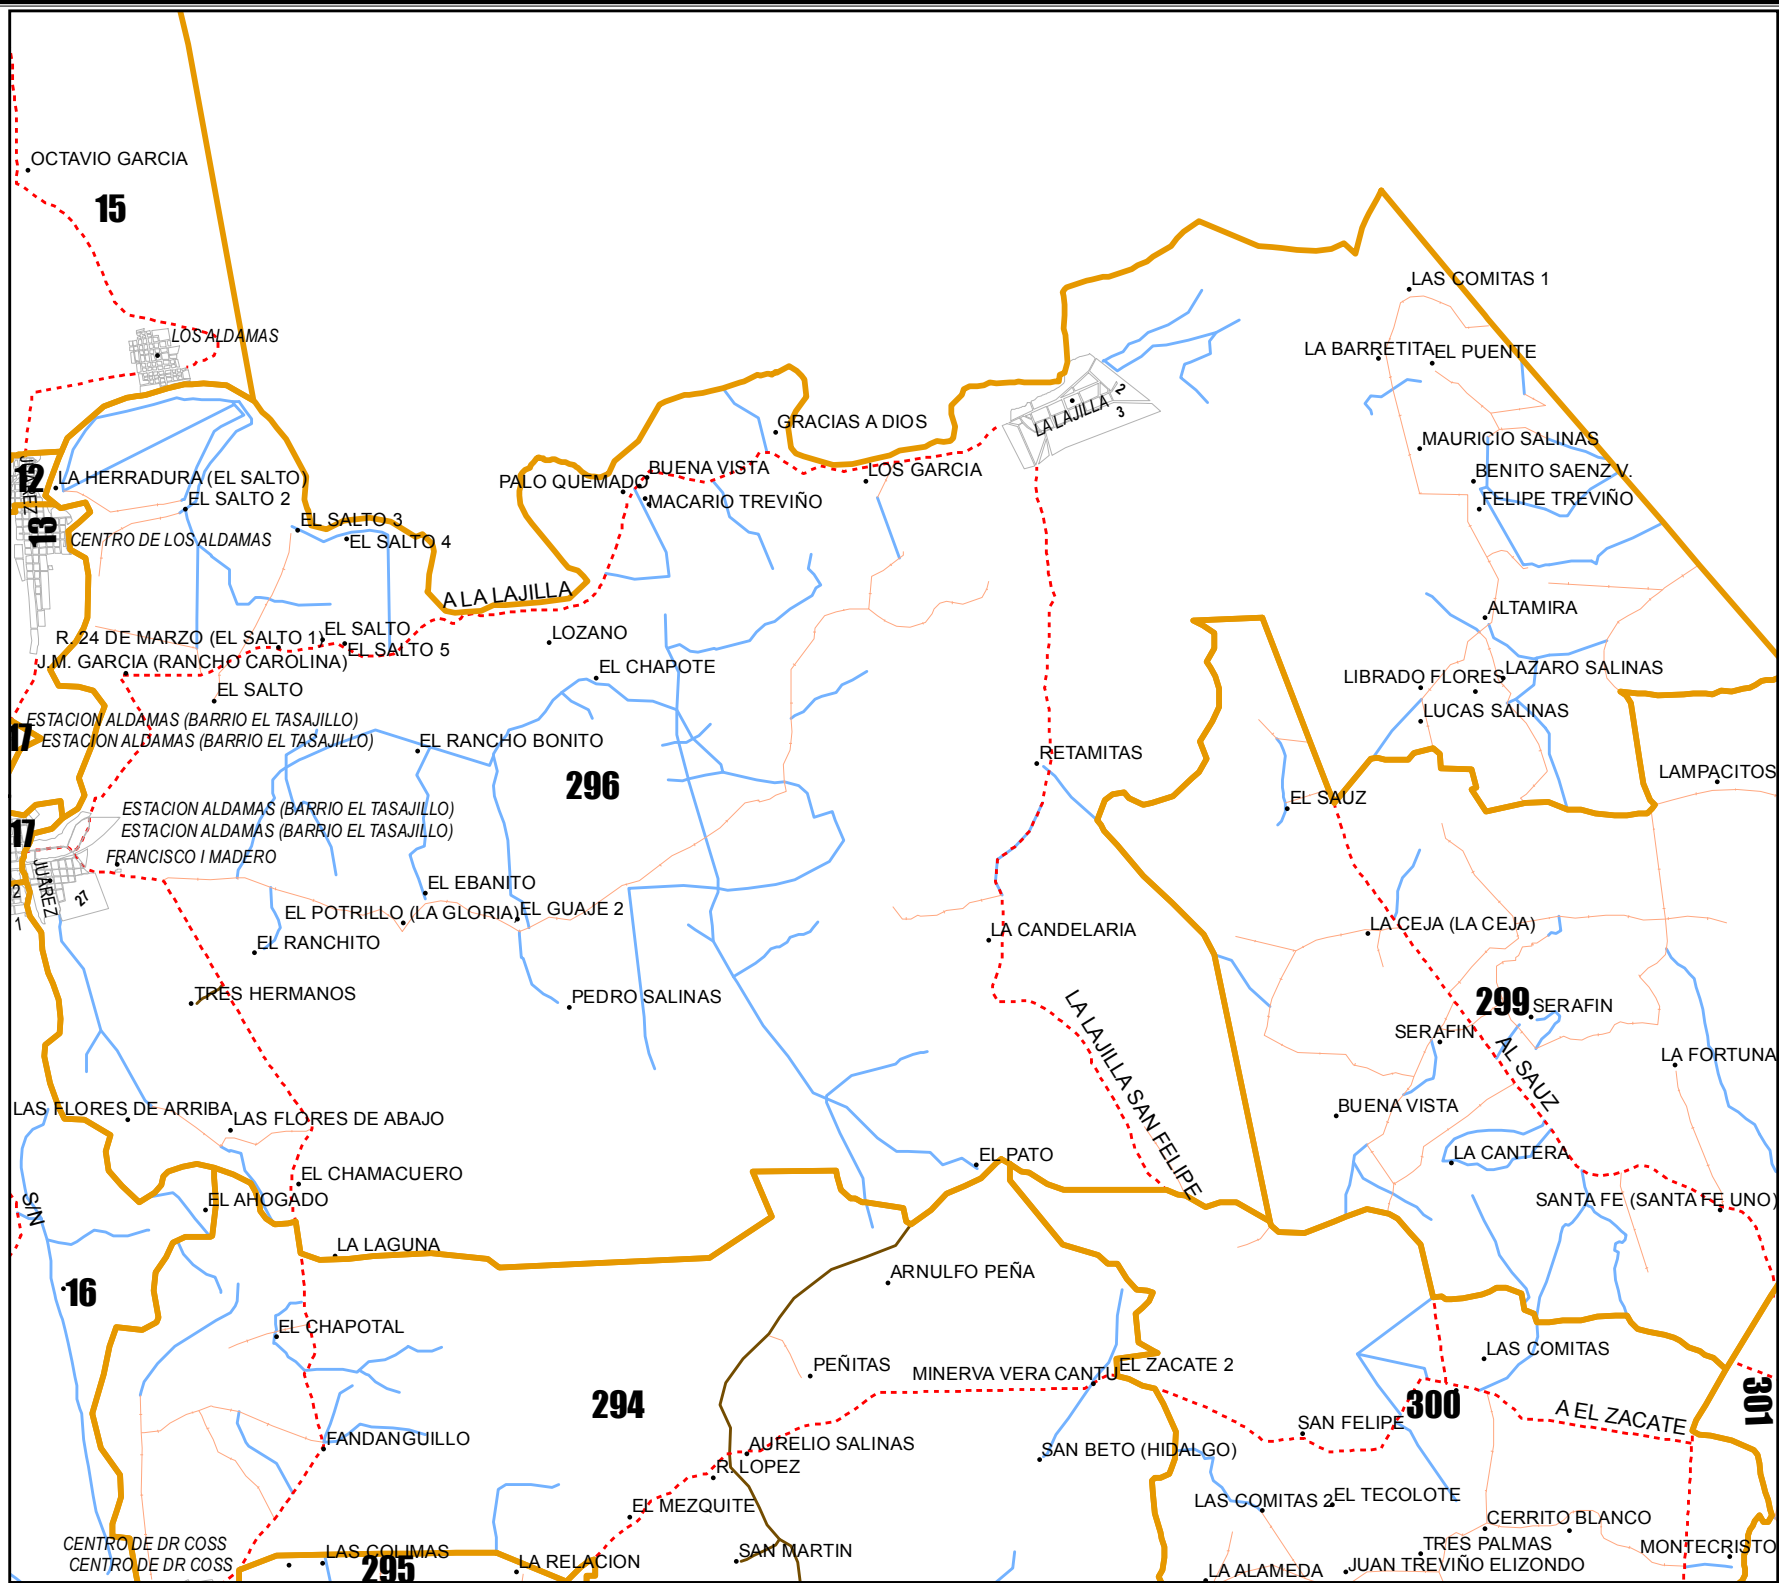 OCTAVIO GARCIA
15
LAS COMITAS 1
LOS ALDAMAS
LA BARRETITA
EL PUENTE
LA LAJILLA
2
3
GRACIAS A DIOS
MAURICIO SALINAS
12
JUAREZ
LA HERRADURA (EL SALTO)
BUENA VISTA
LOS GARCIA
BENITO SAENZ V.
PALO QUEMADO
EL SALTO 2
MACARIO TREVIÑO
FELIPE TREVIÑO
13
EL SALTO 3
CENTRO DE LOS ALDAMAS
EL SALTO 4
A LA LAJILLA
ALTAMIRA
R. 24 DE MARZO (EL SALTO 1)
EL SALTO
LOZANO
EL SALTO 5
J.M. GARCIA (RANCHO CAROLINA)
EL CHAPOTE
LIBRADO FLORES
LAZARO SALINAS
EL SALTO
LUCAS SALINAS
ESTACION ALDAMAS (BARRIO EL TASAJILLO)
17
ESTACION ALDAMAS (BARRIO EL TASAJILLO)
EL RANCHO BONITO
RETAMITAS
LAMPACITOS
296
EL SAUZ
ESTACION ALDAMAS (BARRIO EL TASAJILLO)
17
ESTACION ALDAMAS (BARRIO EL TASAJILLO)
FRANCISCO I MADERO
JUAREZ
2
27
1
EL EBANITO
EL POTRILLO (LA GLORIA)
EL GUAJE 2
EL RANCHITO
LA CANDELARIA
LA CEJA (LA CEJA)
TRES HERMANOS
PEDRO SALINAS
299
SERAFIN
SERAFIN
LA LAJILLA SAN FELIPE
AL SAUZ
LA FORTUNA
LAS FLORES DE ARRIBA
LAS FLORES DE ABAJO
BUENA VISTA
EL PATO
LA CANTERA
EL CHAMACUERO
S/N
EL AHOGADO
SANTA FE (SANTA FE UNO)
LA LAGUNA
16
ARNULFO PEÑA
EL CHAPOTAL
LAS COMITAS
PEÑITAS
MINERVA VERA CANTU
EL ZACATE 2
294
300
A EL ZACATE
301
SAN FELIPE
FANDANGUILLO
AURELIO SALINAS
SAN BETO (HIDALGO)
R. LOPEZ
EL MEZQUITE
LAS COMITAS 2
EL TECOLOTE
CERRITO BLANCO
CENTRO DE DR COSS
LAS COLIMAS
SAN MARTIN
TRES PALMAS
MONTECRISTO
CENTRO DE DR COSS
295
LA RELACION
LA ALAMEDA
JUAN TREVIÑO ELIZONDO